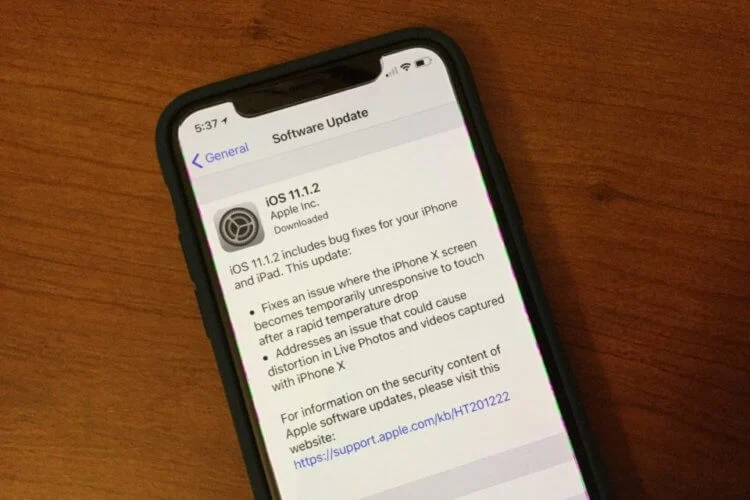 5:37
General
Software Update
iOS 11.1.2
Apple Inc.
Downloaded
iOS 11.1.2 includes bug fixes for your iPhone
and iPad. This update:
• Fixes an issue where the iPhone X screen
becomes temporarily unresponsive to touch
after a rapid temperature drop
• Addresses an issue that could cause
distortion in Live Photos and videos captured
with iPhone X
For information on the security content of
Apple software updates, please visit this
website:
https://support.apple.com/kb/HT201222